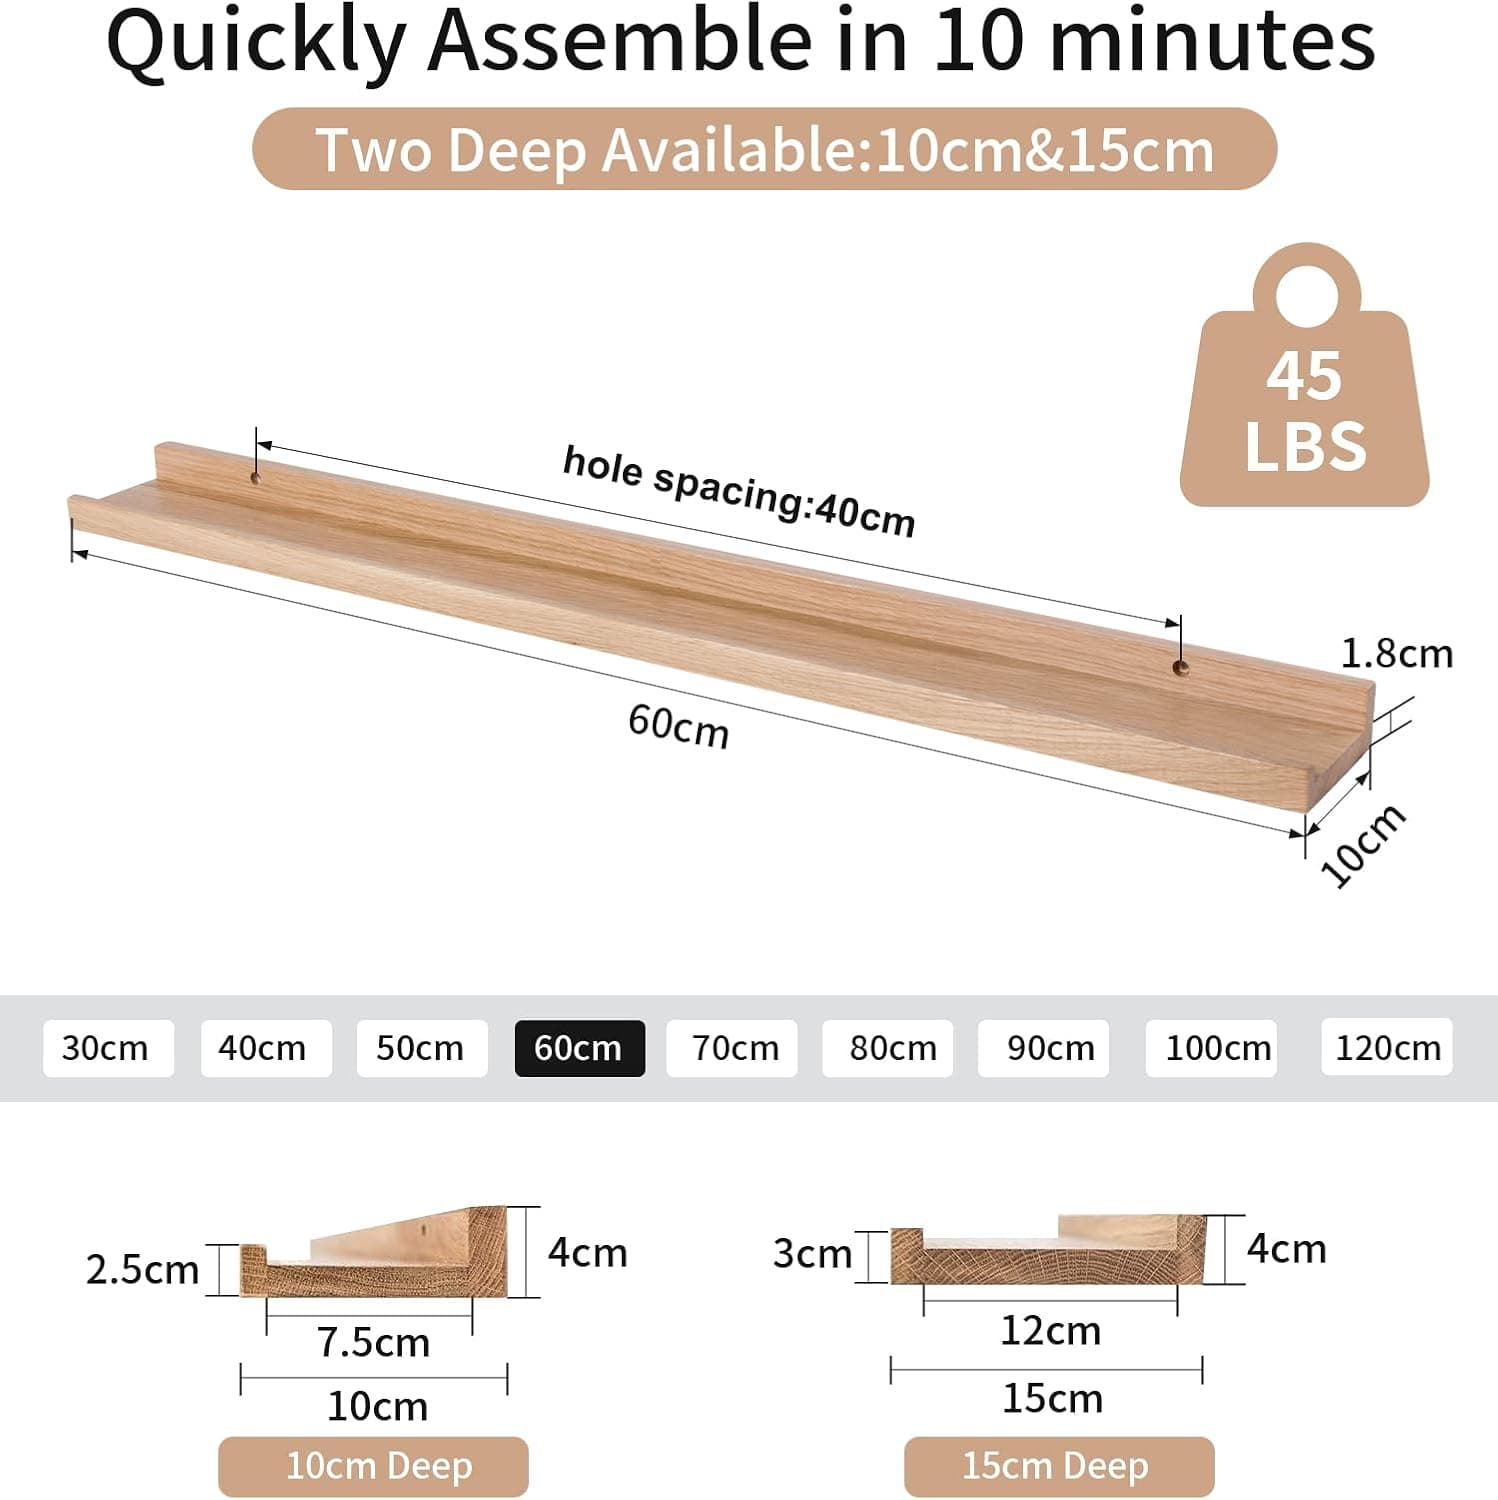 Quickly Assemble in 10 minutes
Two Deep Available:10cm&15cm
45
LBS
hole spacing:40cm
1.8cm
60cm
10cm
30cm
40cm
50cm
60cm
70cm
80cm
90cm
100cm
120cm
2.5cm
4cm
7.5cm
10cm
10cm Deep
3cm
4cm
12cm
15cm
15cm Deep